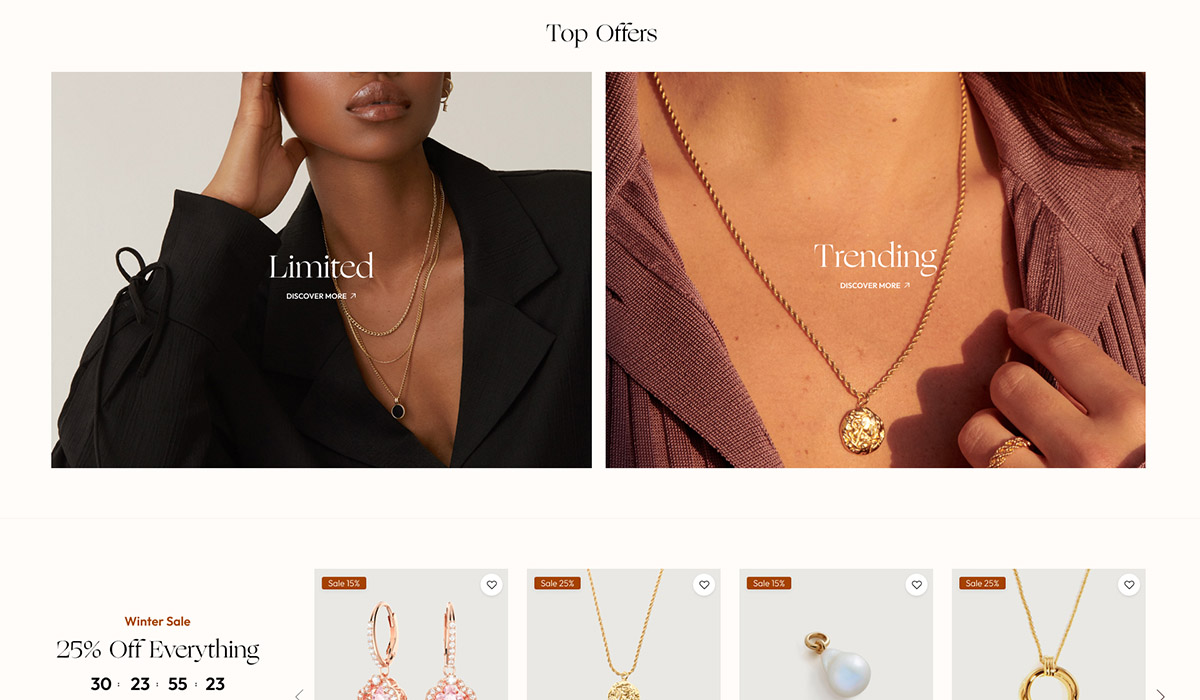 Top Offers
Limited
DISCOVER MORE ↗
Trending
DISCOVER MORE ↗
Winter Sale
25% Off Everything
30 : 23 : 55 : 23
Sale 15%
Sale 25%
Sale 15%
Sale 25%